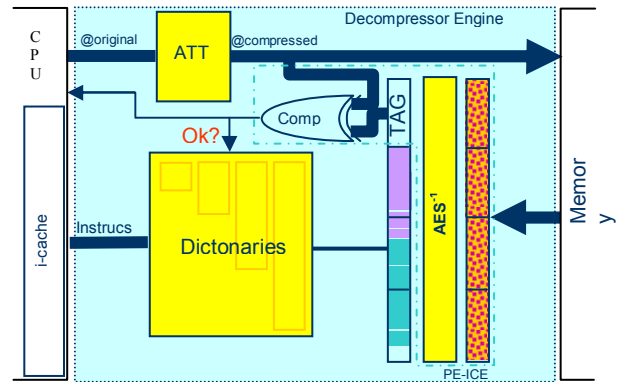 Decompressor Engine
C
P
U
@original
ATT
@compressed
Comp
TAG
Ok?
i-cache
Instrucs
Dictonaries
AES-1
Memor
y
PE-ICE